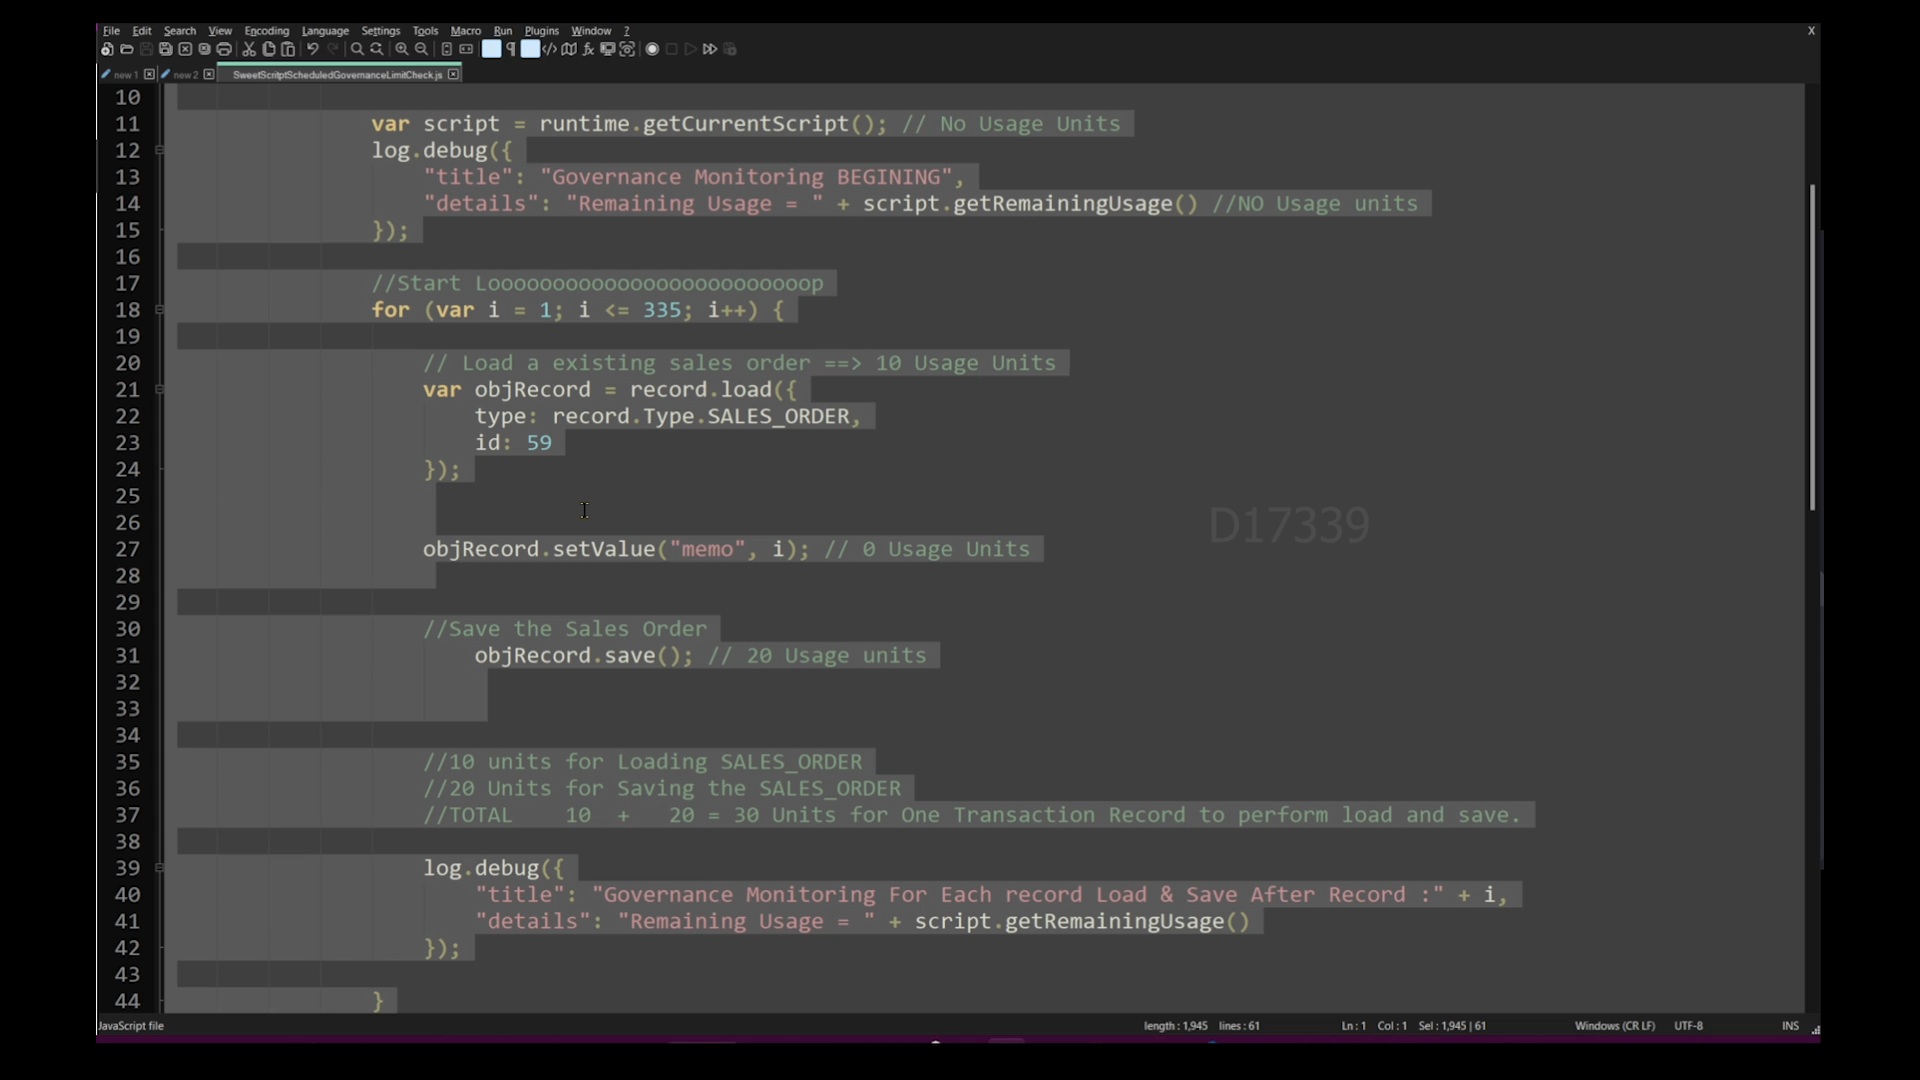 File Edit Search View Encoding Language Settings Tools Macro Run Plugins Window ? X
new 1 new 2 SweetScritptScheduledGovernanceLimitCheck.js
10
11 var script = runtime.getCurrentScript(); // No Usage Units
12 log.debug({
13 "title": "Governance Monitoring BEGINING",
14 "details": "Remaining Usage = " + script.getRemainingUsage() //NO Usage units
15 });
16
17 //Start Looooooooooooooooooooooooop
18 for (var i = 1; i <= 335; i++) {
19
20 // Load a existing sales order ==> 10 Usage Units
21 var objRecord = record.load({
22 type: record.Type.SALES_ORDER,
23 id: 59
24 });
25
26
D17339
27 objRecord.setValue("memo", i); // 0 Usage Units
28
29
30 //Save the Sales Order
31 objRecord.save(); // 20 Usage units
32
33
34
35 //10 units for Loading SALES_ORDER
36 //20 Units for Saving the SALES_ORDER
37 //TOTAL 10 + 20 = 30 Units for One Transaction Record to perform load and save.
38
39 log.debug({
40 "title": "Governance Monitoring For Each record Load & Save After Record :" + i,
41 "details": "Remaining Usage = " + script.getRemainingUsage()
42 });
43
44 }
JavaScript file length : 1,945 lines : 61 Ln : 1 Col : 1 Sel : 1,945 | 61 Windows (CR LF) UTF-8 INS